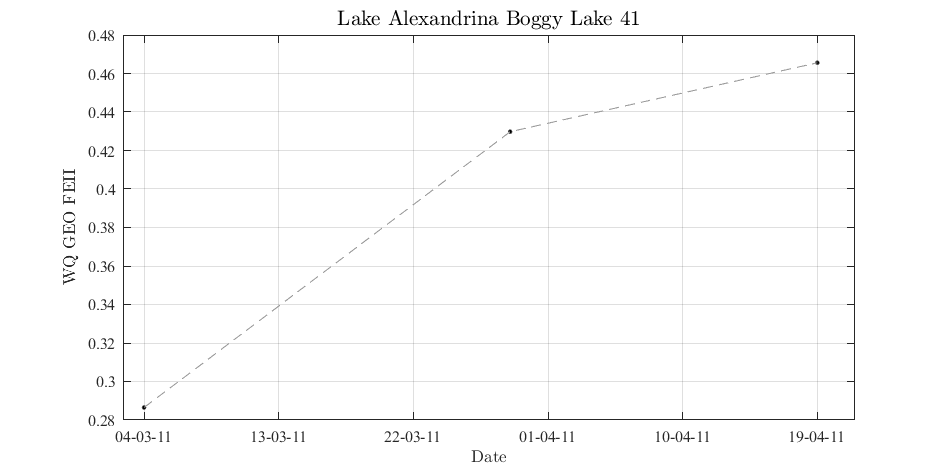 Lake Alexandrina Boggy Lake 41
0.48
0.46
0.44
0.42
0.4
0.38
0.36
0.34
0.32
0.3
0.28
WQ GEO FEII
04-03-11 13-03-11 22-03-11 01-04-11 10-04-11 19-04-11
Date